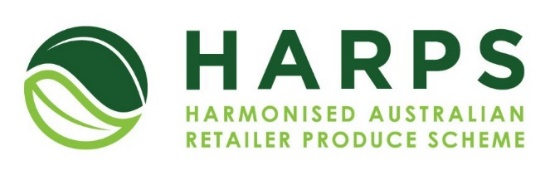 HARPS
HARMONISED AUSTRALIAN
RETAILER PRODUCE SCHEME